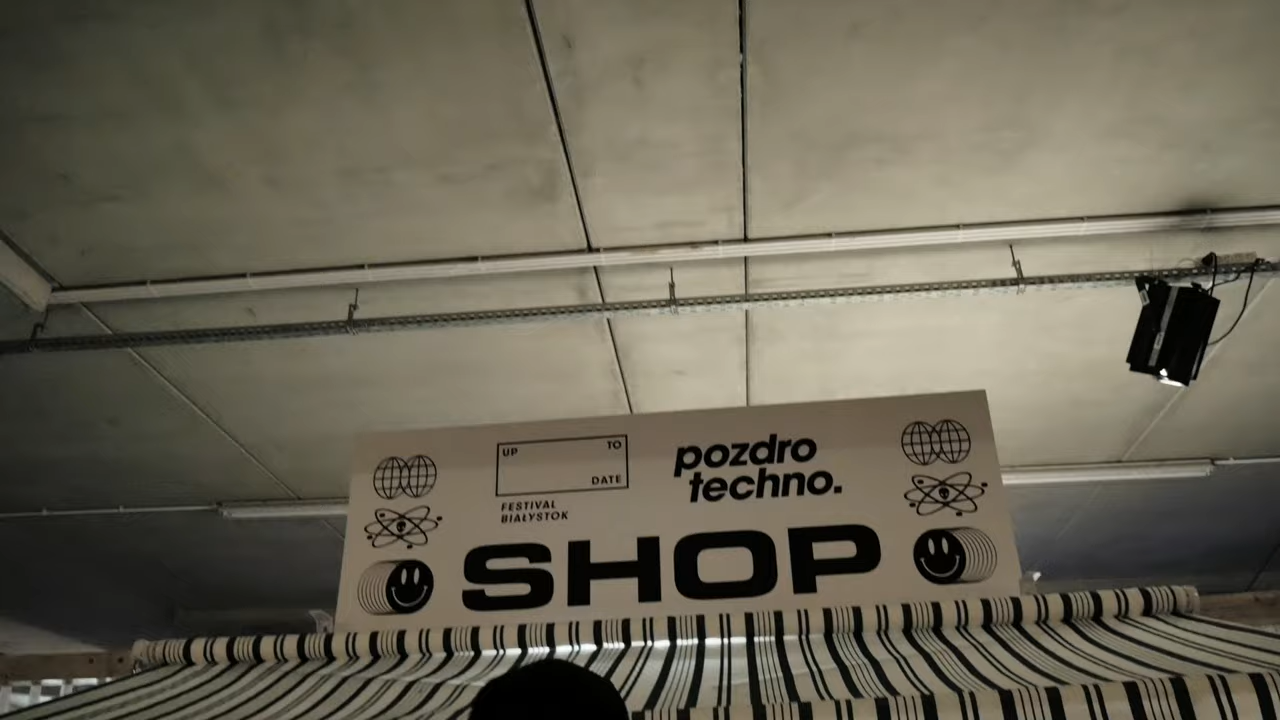 UP TO
DATE
FESTIVAL
BIAŁYSTOK
pozdro
techno.
SHOP